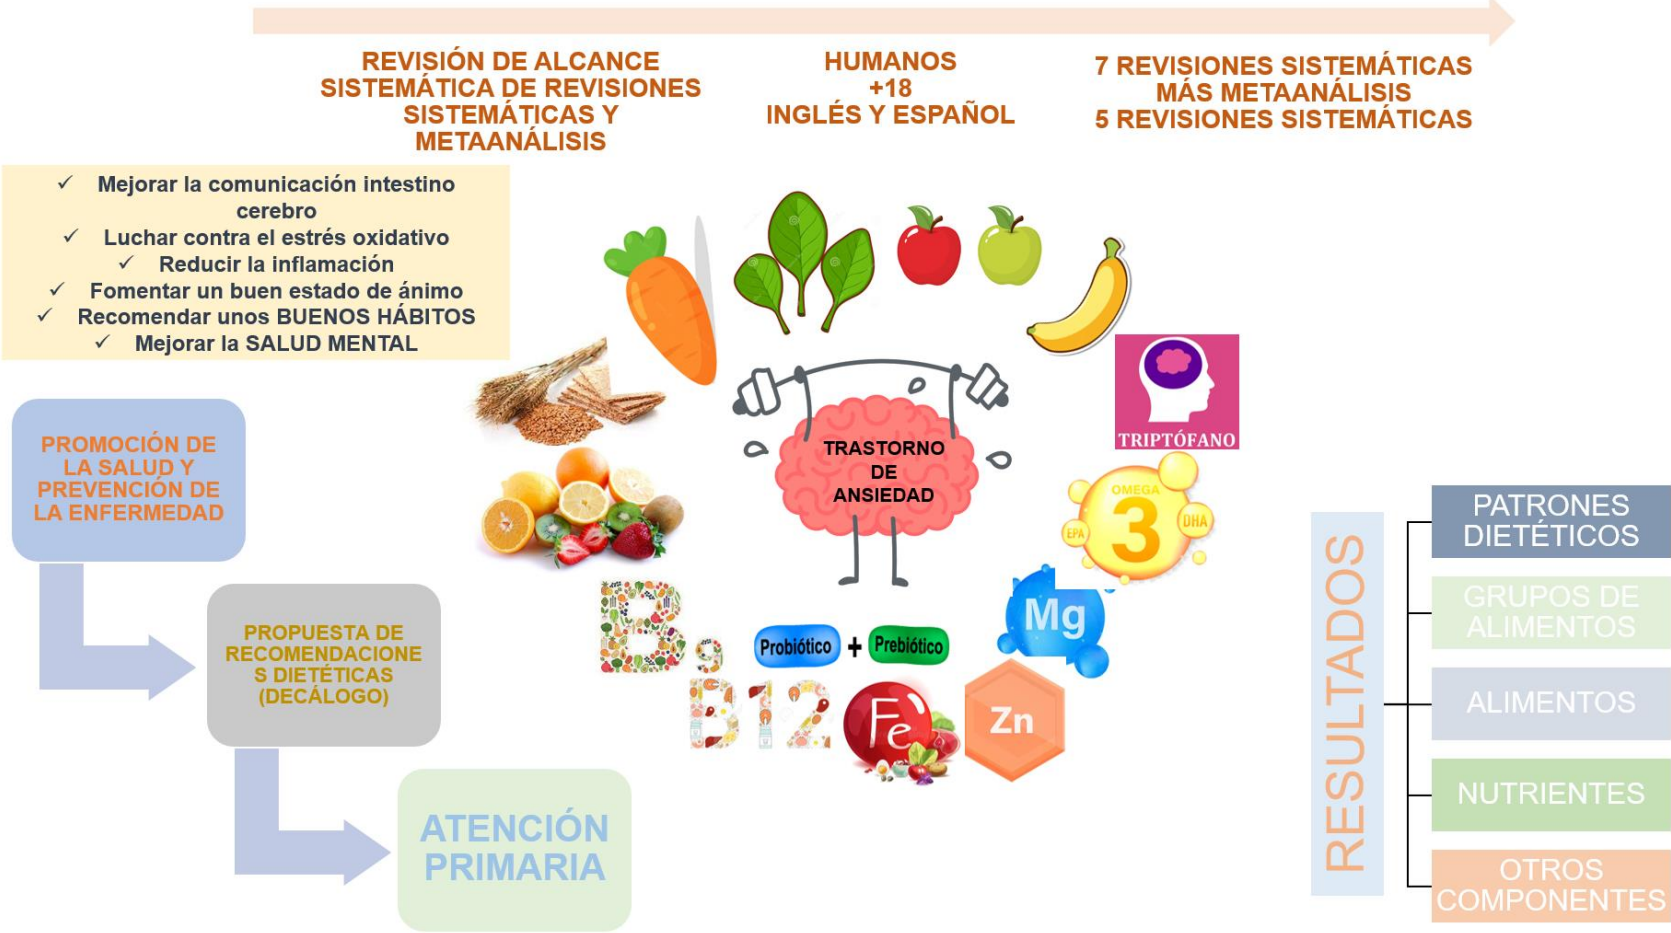 REVISIÓN DE ALCANCE
SISTEMÁTICA DE REVISIONES
SISTEMÁTICAS Y
METAANÁLISIS
HUMANOS
+18
INGLÉS Y ESPAÑOL
7 REVISIONES SISTEMÁTICAS
MÁS METAANÁLISIS
5 REVISIONES SISTEMÁTICAS
✓ Mejorar la comunicación intestino
cerebro
✓ Luchar contra el estrés oxidativo
✓ Reducir la inflamación
✓ Fomentar un buen estado de ánimo
✓ Recomendar unos BUENOS HÁBITOS
✓ Mejorar la SALUD MENTAL
PROMOCIÓN DE
LA SALUD Y
PREVENCIÓN DE
LA ENFERMEDAD
PROPUESTA DE
RECOMENDACIONE
S DIETÉTICAS
(DECÁLOGO)
ATENCIÓN
PRIMARIA
TRASTORNO
DE
ANSIEDAD
TRIPTÓFANO
OMEGA
3
EPA
DHA
Mg
B9
Probiótico + Prebiótico
B12
Fe
Zn
RESULTADOS
PATRONES
DIETÉTICOS
GRUPOS DE
ALIMENTOS
ALIMENTOS
NUTRIENTES
OTROS
COMPONENTES